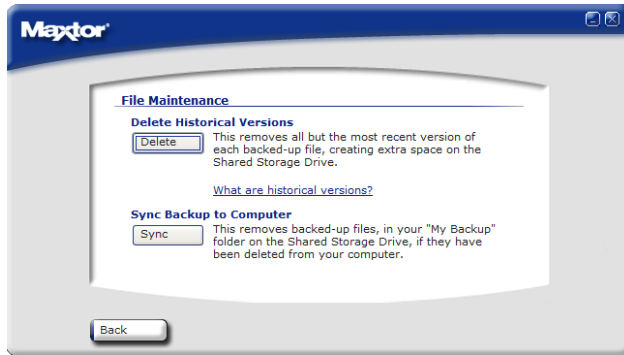 Maxtor
File Maintenance
Delete Historical Versions
Delete
This removes all but the most recent version of
each backed-up file, creating extra space on the
Shared Storage Drive.
What are historical versions?
Sync Backup to Computer
Sync
This removes backed-up files, in your "My Backup"
folder on the Shared Storage Drive, if they have
been deleted from your computer.
Back